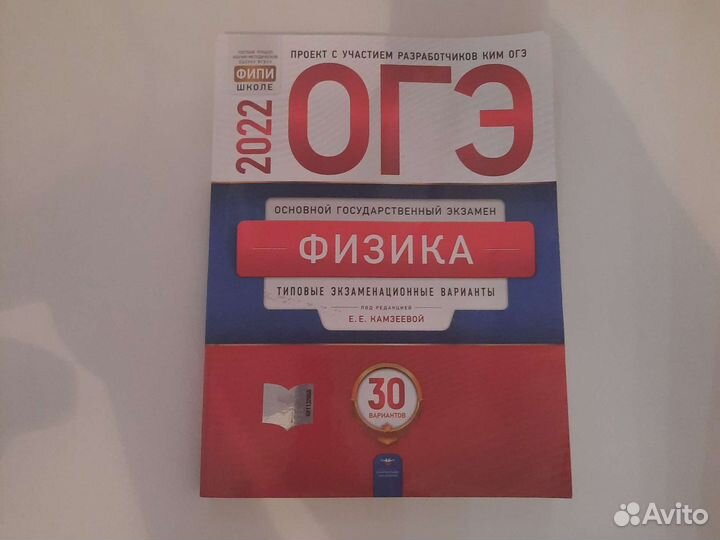 ПРОЕКТ С УЧАСТИЕМ РАЗРАБОТЧИКОВ КИМ ОГЭ
ФИПИ
ШКОЛЕ
2022
ОГЭ
ОСНОВНОЙ ГОСУДАРСТВЕННЫЙ ЭКЗАМЕН
ФИЗИКА
ТИПОВЫЕ ЭКЗАМЕНАЦИОННЫЕ ВАРИАНТЫ
ПОД РЕДАКЦИЕЙ
Е. Е. КАМЗЕЕВОЙ
30
ВАРИАНТОВ
Avito